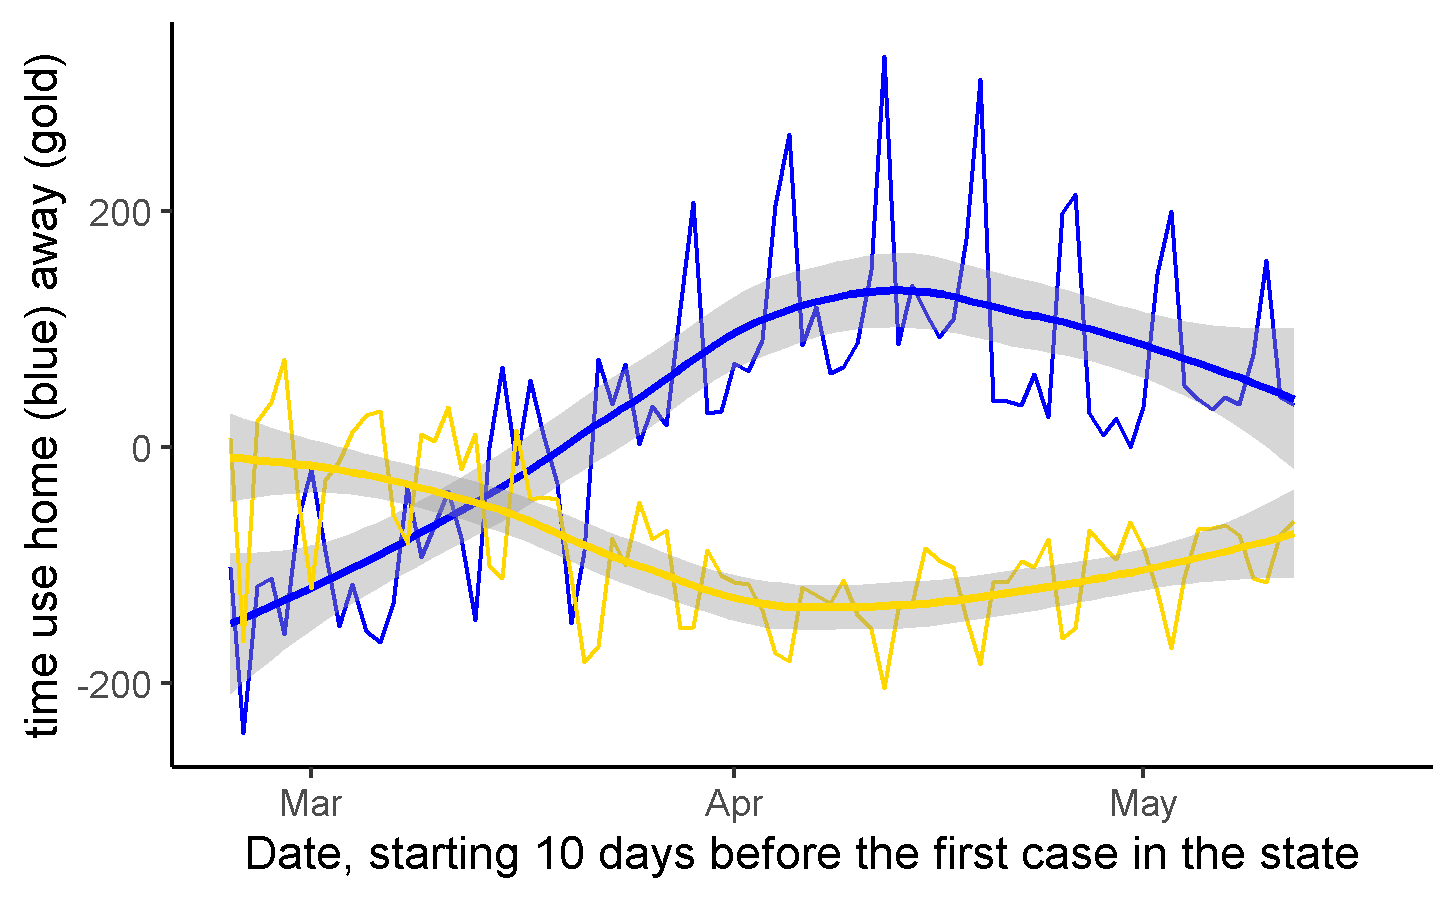 time use home (blue) away (gold)
200
0
-200
Mar Apr May
Date, starting 10 days before the first case in the state